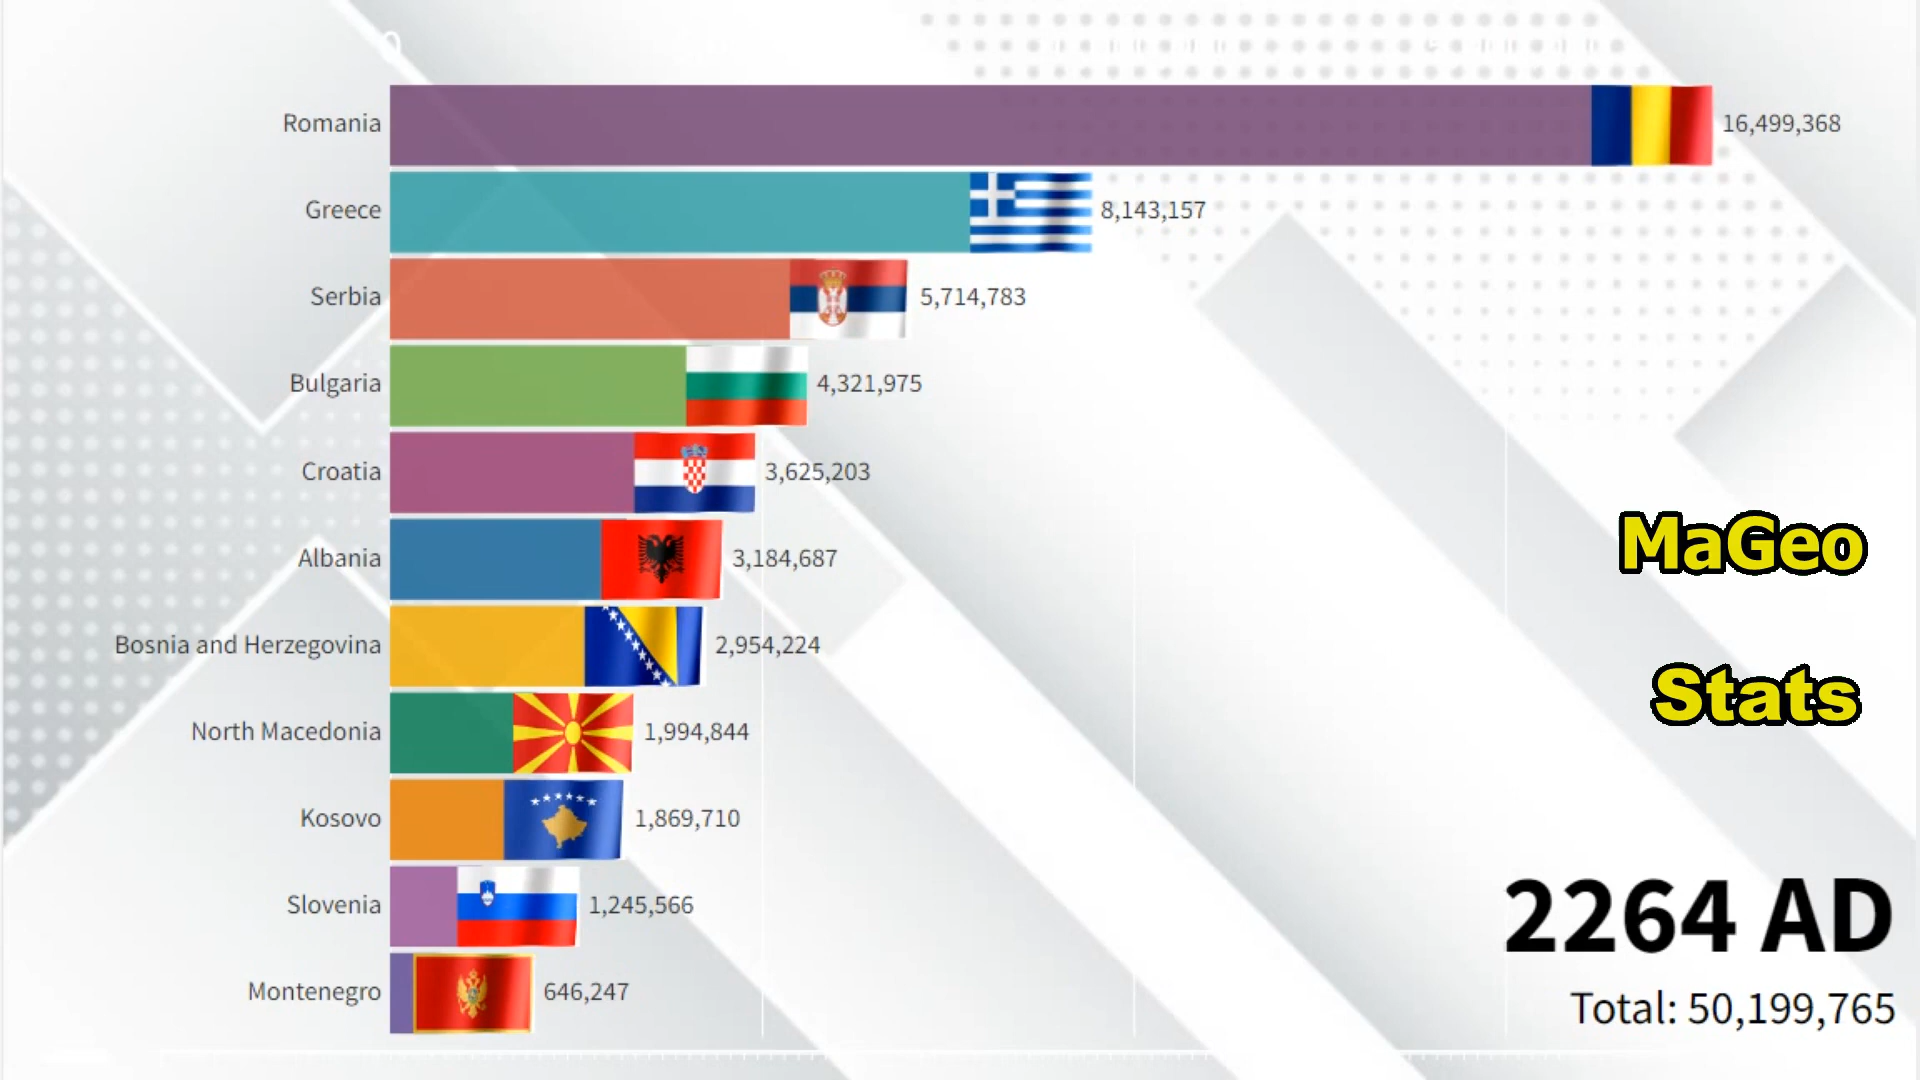 0
Romania 16,499,368
Greece 8,143,157
Serbia 5,714,783
Bulgaria 4,321,975
Croatia 3,625,203
Albania 3,184,687
Bosnia and Herzegovina 2,954,224
North Macedonia 1,994,844
Kosovo 1,869,710
Slovenia 1,245,566
Montenegro 646,247
MaGeo
Stats
2264 AD
Total: 50,199,765